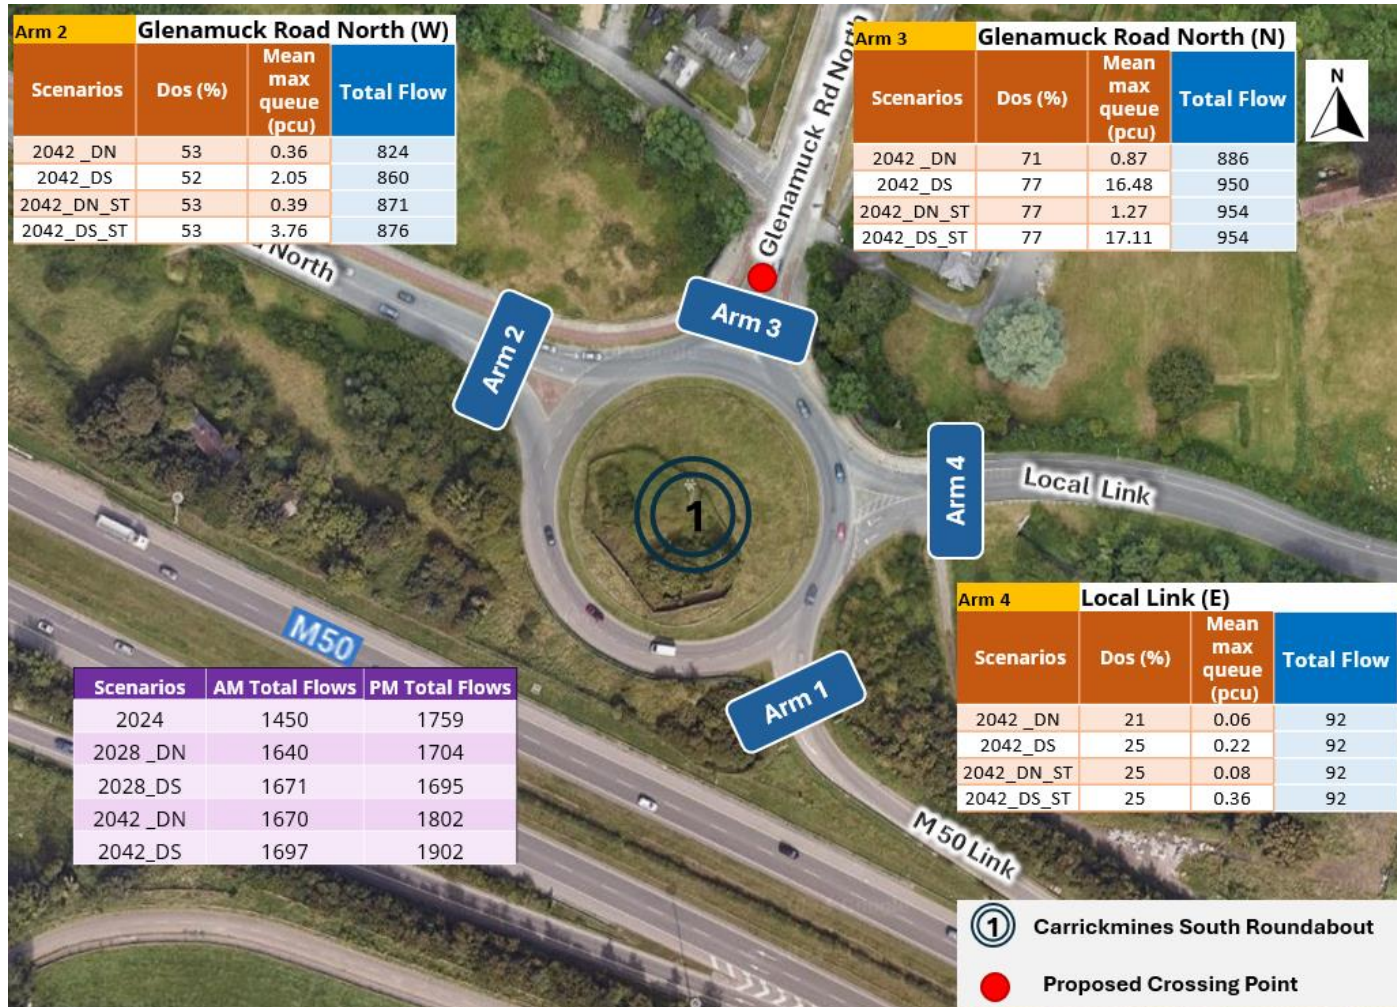 Arm 2 Glenamuck Road North (W)
Scenarios Dos (%) Mean max queue (pcu) Total Flow
2042 _DN 53 0.36 824
2042_DS 52 2.05 860
2042_DN_ST 53 0.39 871
2042_DS_ST 53 3.76 876
Arm 3 Glenamuck Road North (N)
Scenarios Dos (%) Mean max queue (pcu) Total Flow
2042 _DN 71 0.87 886
2042_DS 77 16.48 950
2042_DN_ST 77 1.27 954
2042_DS_ST 77 17.11 954
N
Glenamuck Rd North
North
Arm 2
Arm 3
Arm 4
Local Link
1
M50
Arm 1
M 50 Link
Arm 4 Local Link (E)
Scenarios Dos (%) Mean max queue (pcu) Total Flow
2042 _DN 21 0.06 92
2042_DS 25 0.22 92
2042_DN_ST 25 0.08 92
2042_DS_ST 25 0.36 92
Scenarios AM Total Flows PM Total Flows
2024 1450 1759
2028 _DN 1640 1704
2028_DS 1671 1695
2042 _DN 1670 1802
2042_DS 1697 1902
1 Carrickmines South Roundabout
Proposed Crossing Point